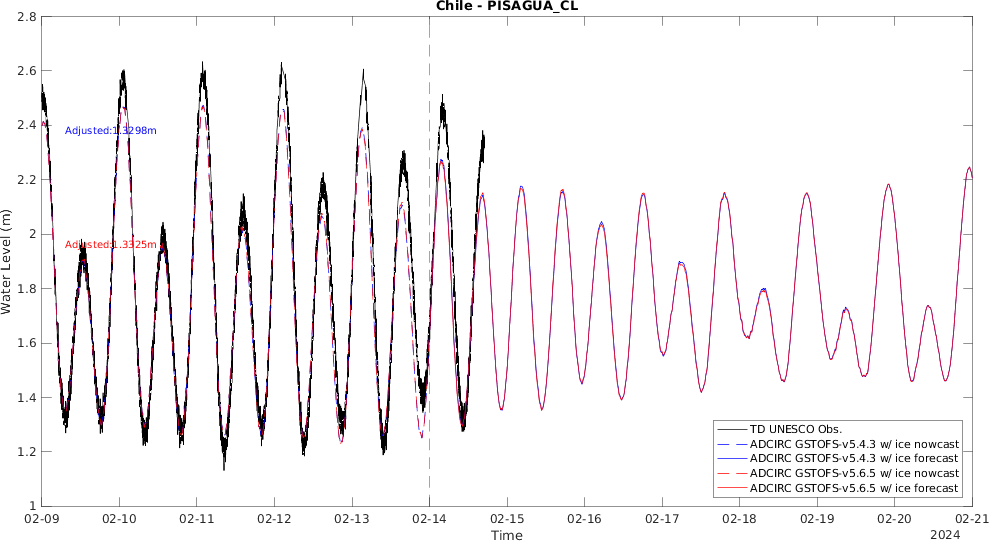 Chile - PISAGUA_CL
2.8
2.6
2.4
2.2
2
1.8
1.6
1.4
1.2
1
Water Level (m)
Adjusted:1.3298m
Adjusted:1.3325m
TD UNESCO Obs.
ADCIRC GSTOFS-v5.4.3 w/ ice nowcast
ADCIRC GSTOFS-v5.4.3 w/ ice forecast
ADCIRC GSTOFS-v5.6.5 w/ ice nowcast
ADCIRC GSTOFS-v5.6.5 w/ ice forecast
02-09 02-10 02-11 02-12 02-13 02-14 02-15 02-16 02-17 02-18 02-19 02-20 02-21
Time
2024